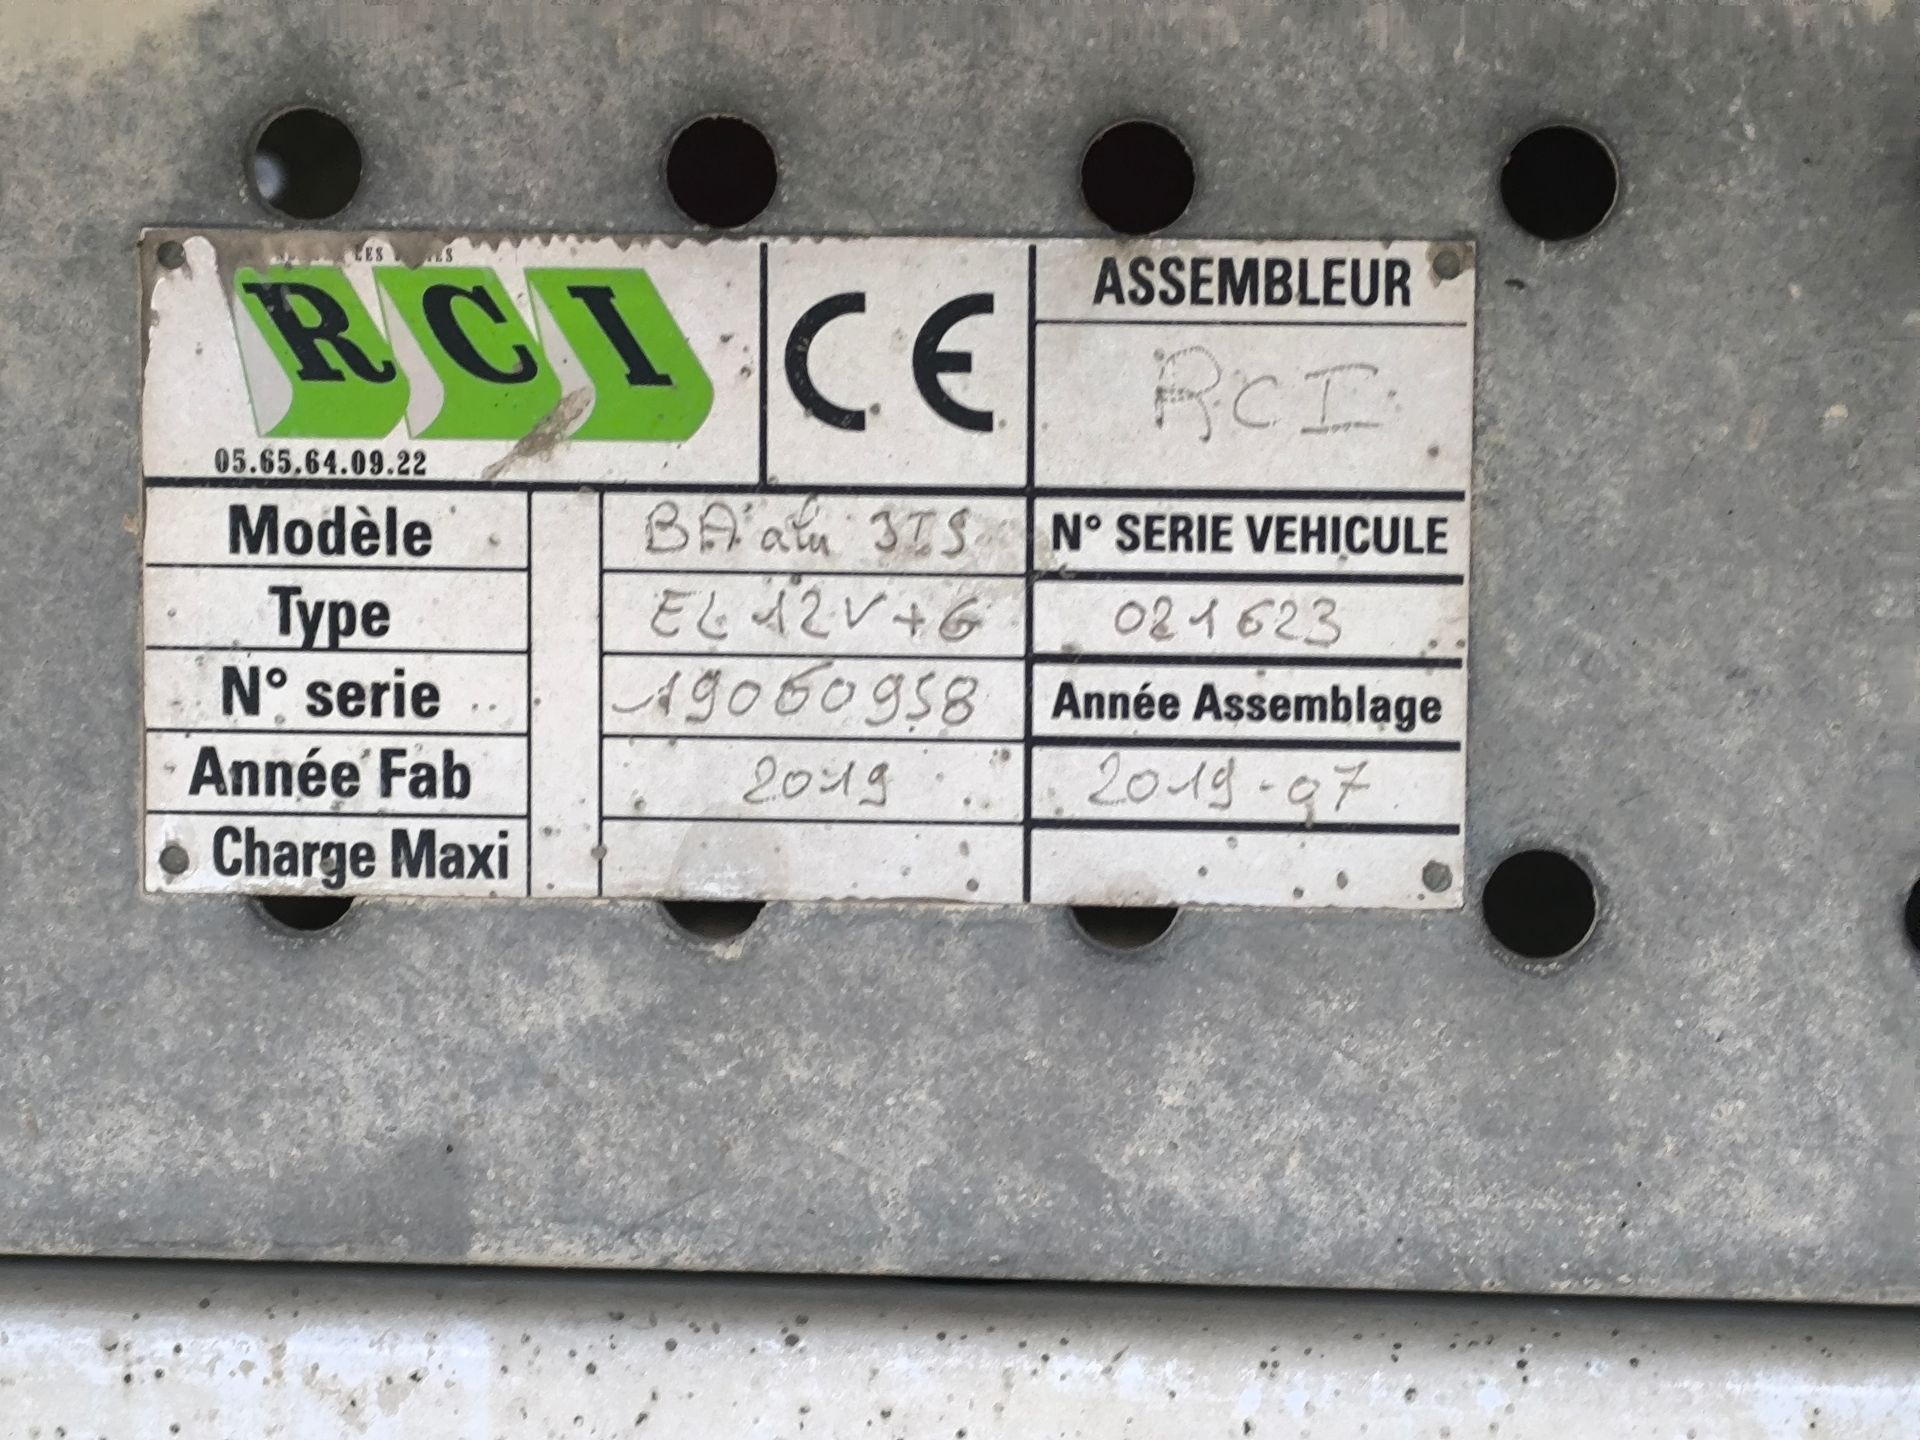 LES
RCI
05.65.64.09.22
CE
ASSEMBLEUR
RCI
Modèle BA alu 3TS
N° SERIE VEHICULE
Type EL 12V+G
021623
N° serie 19060958
Année Assemblage
Année Fab 2019
2019-07
Charge Maxi